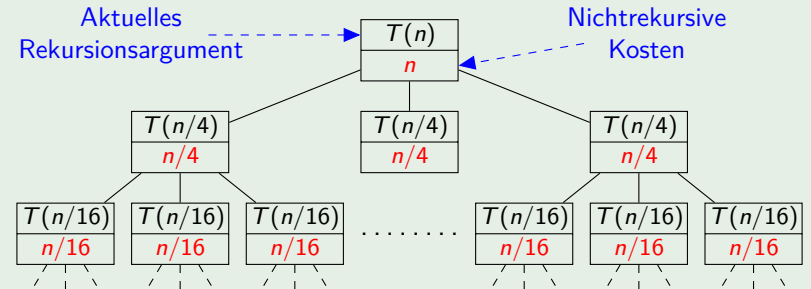 Aktuelles
Rekursionsargument
Nichtrekursive
Kosten
T(n)
n
T(n/4) T(n/4) T(n/4)
n/4 n/4 n/4
T(n/16) T(n/16) T(n/16) ........ T(n/16) T(n/16) T(n/16)
n/16 n/16 n/16 n/16 n/16 n/16